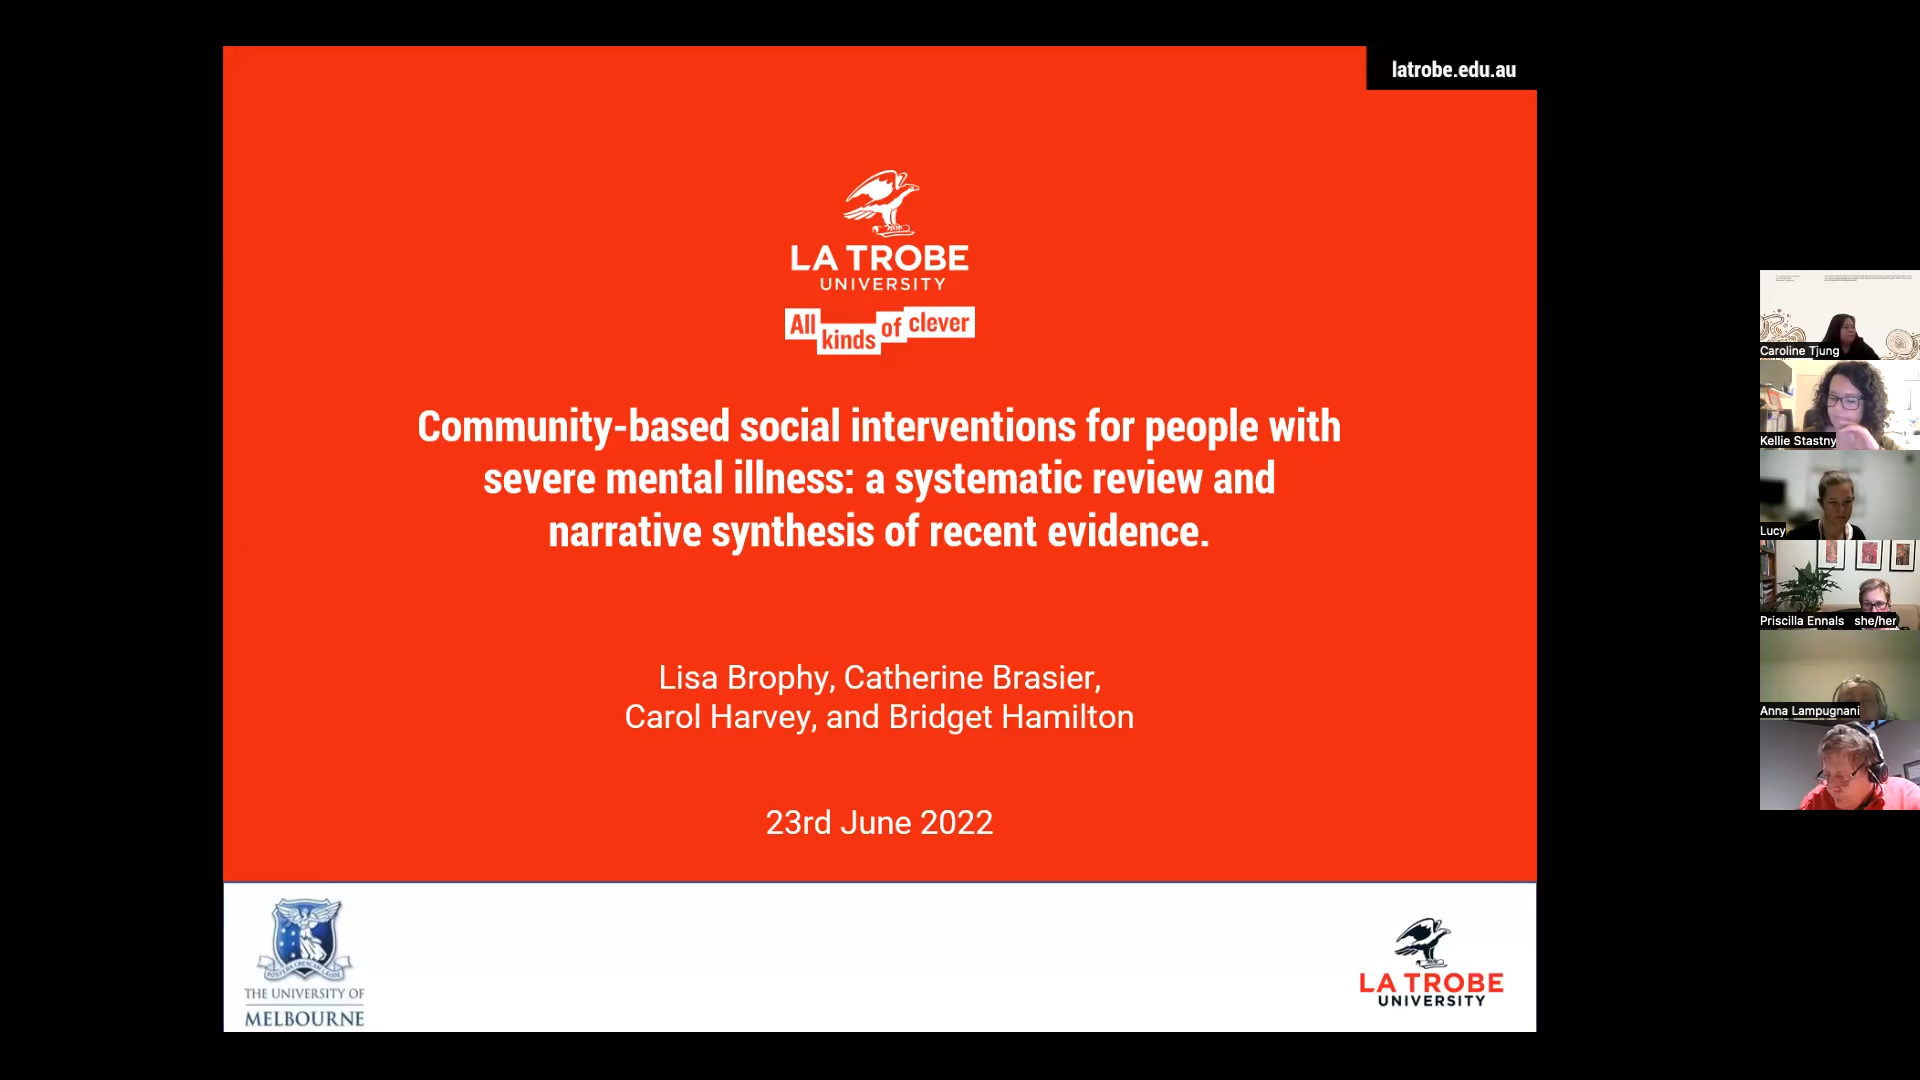 latrobe.edu.au
LA TROBE
UNIVERSITY
All kinds of clever
Community-based social interventions for people with
severe mental illness: a systematic review and
narrative synthesis of recent evidence.
Lisa Brophy, Catherine Brasier,
Carol Harvey, and Bridget Hamilton
23rd June 2022
POSTERA CRESCAM LAUDE
THE UNIVERSITY OF
MELBOURNE
LA TROBE
UNIVERSITY
Caroline Tjung
Kellie Stastny
Lucy
Priscilla Ennals she/her
Anna Lampugnani